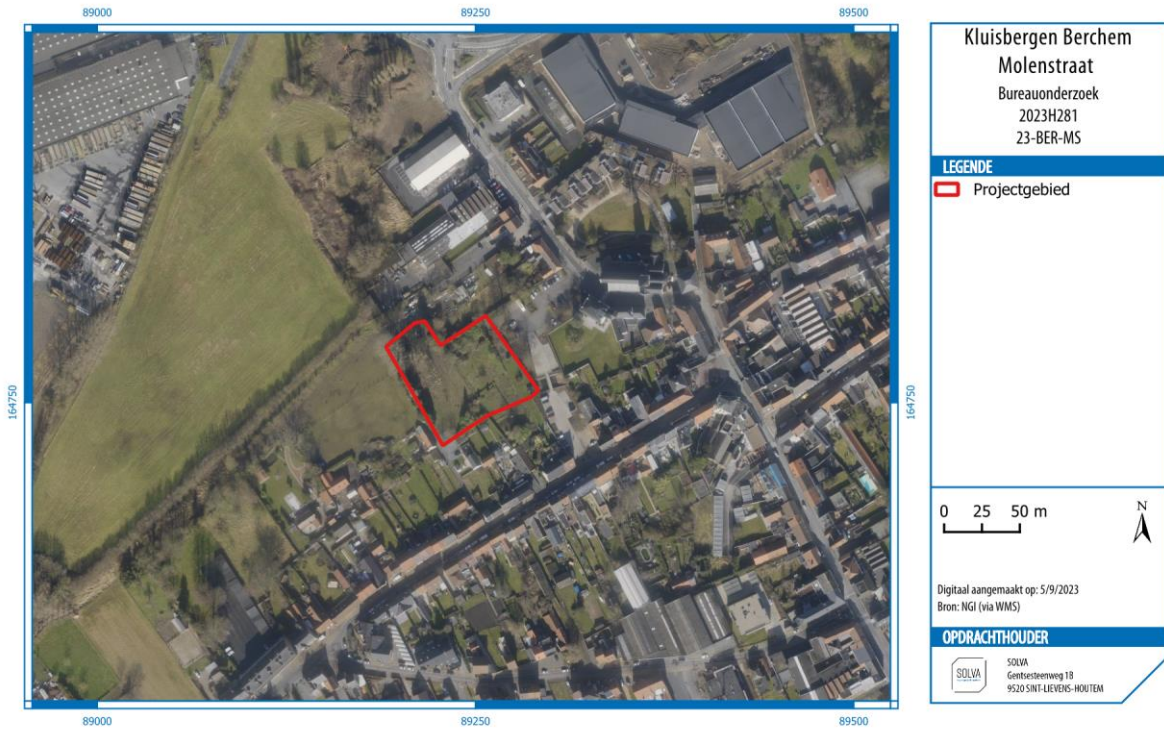 89000
89250
89500
164750
164750
89000
89250
89500
Kluisbergen Berchem
Molenstraat
Bureauonderzoek
2023H281
23-BER-MS
LEGENDE
Projectgebied
0 25 50 m
N
Digitaal aangemaakt op: 5/9/2023
Bron: NGI (via WMS)
OPDRACHTHOUDER
SOLVA
SOLVA
Gentsesteenweg 1B
9520 SINT-LIEVENS-HOUTEM